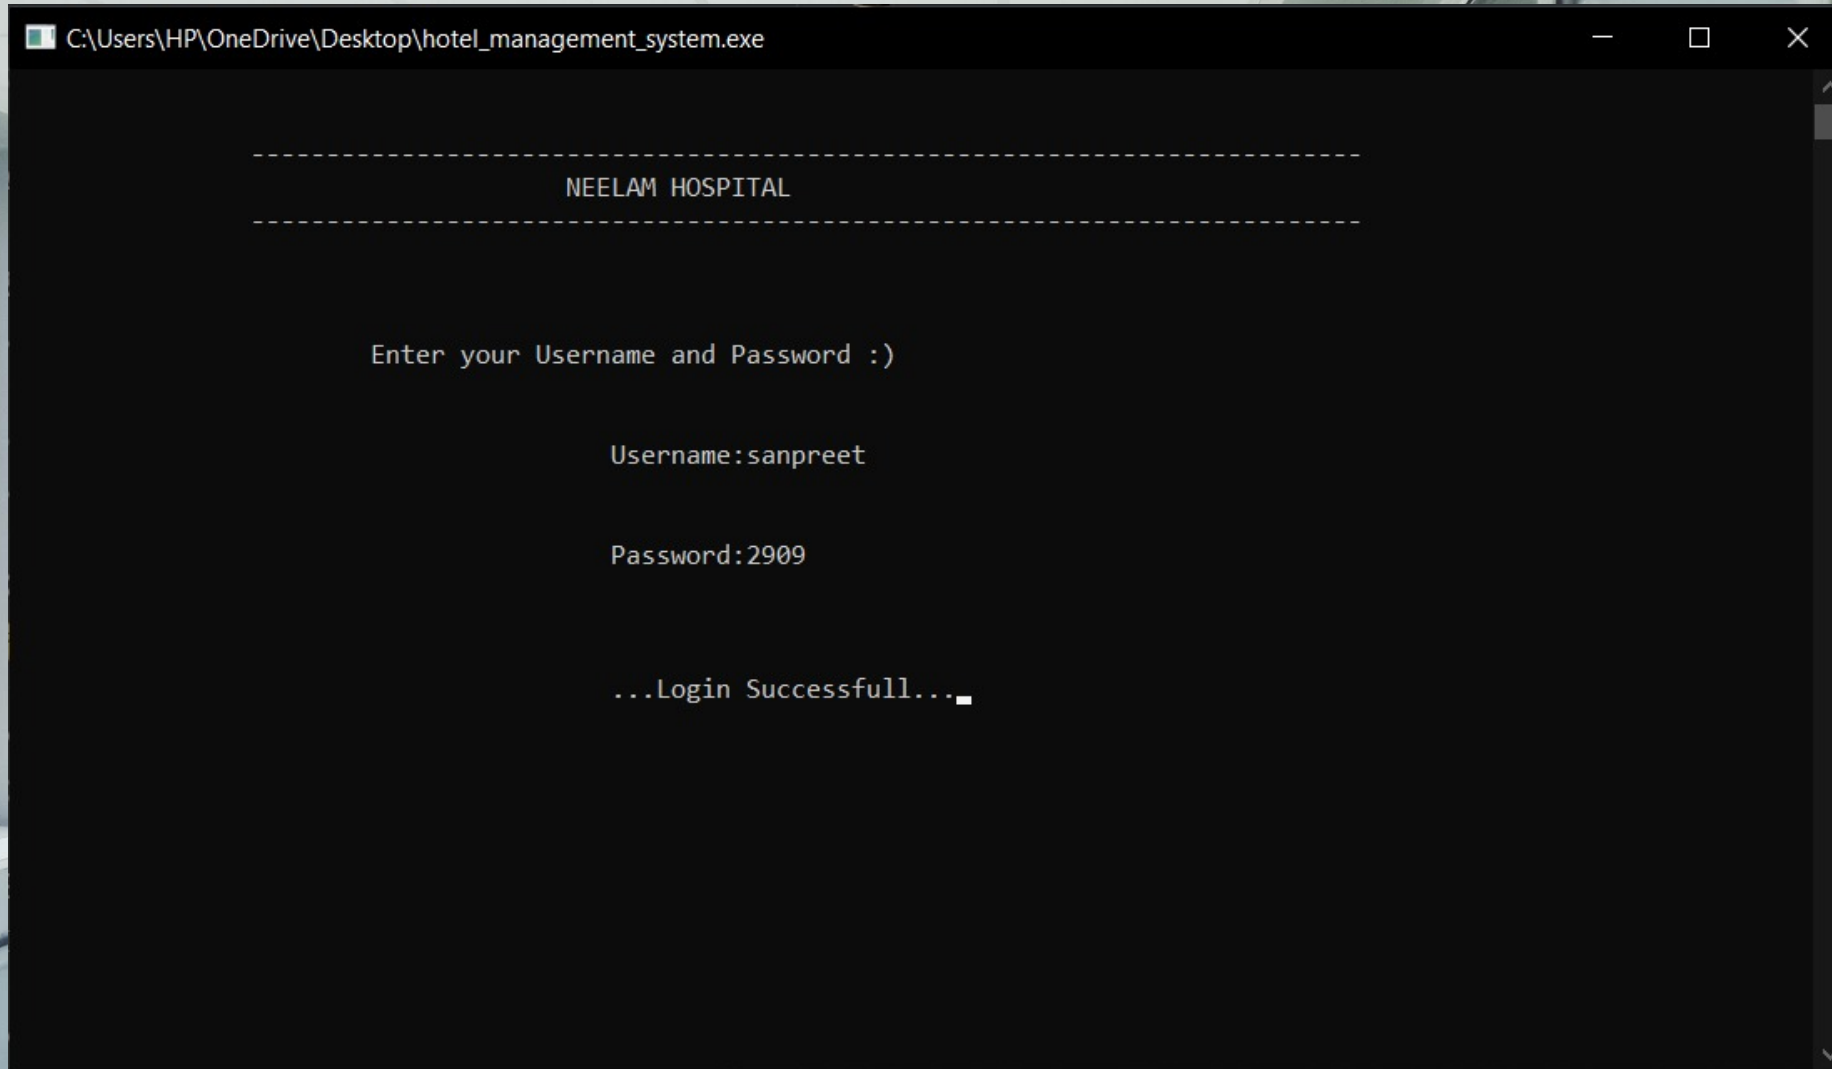 C:\Users\HP\OneDrive\Desktop\hotel_management_system.exe
--------------------------------------------------------------------------
NEELAM HOSPITAL
--------------------------------------------------------------------------
Enter your Username and Password :)
Username:sanpreet
Password:2909
...Login Successfull...